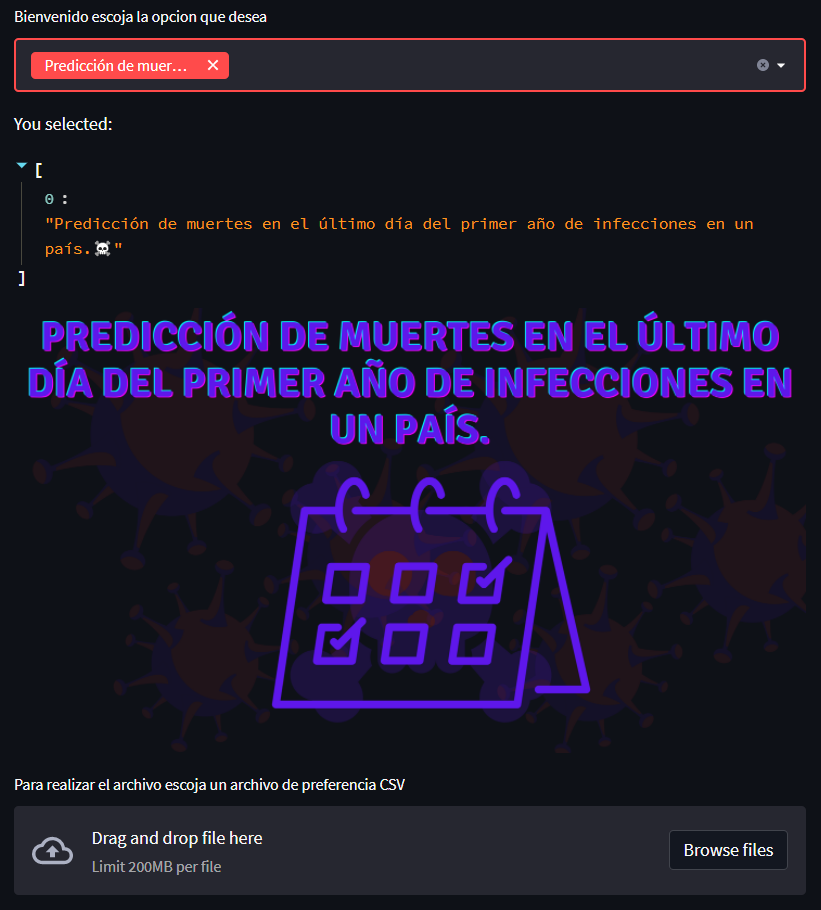 Bienvenido escoja la opcion que desea
Predicción de muer...
You selected:
[
0 :
"Predicción de muertes en el último día del primer año de infecciones en un
país.☠️"
]
PREDICCIÓN DE MUERTES EN EL ÚLTIMO
DÍA DEL PRIMER AÑO DE INFECCIONES EN
UN PAÍS.
Para realizar el archivo escoja un archivo de preferencia CSV
Drag and drop file here
Browse files
Limit 200MB per file